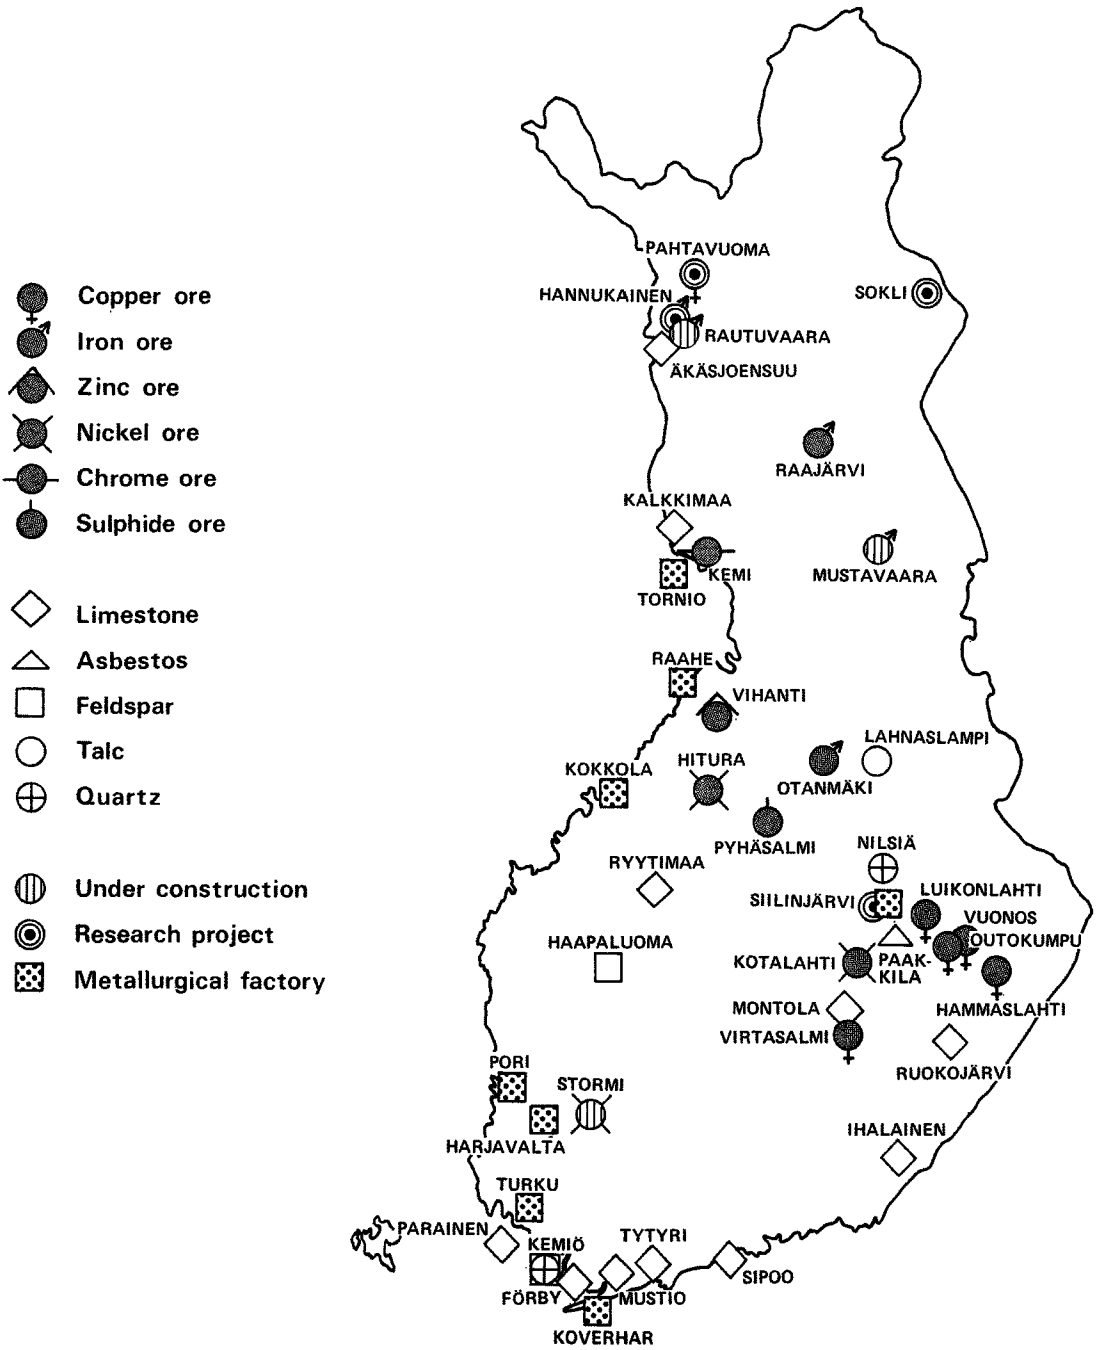 Copper ore
Iron ore
Zinc ore
Nickel ore
Chrome ore
Sulphide ore
Limestone
Asbestos
Feldspar
Talc
Quartz
Under construction
Research project
Metallurgical factory
PAHTAVUOMA
HANNUKAINEN
SOKLI
RAUTUVAARA
ÄKÄSJOENSUU
RAAJÄRVI
KALKKIMAA
KEMI
MUSTAVAARA
TORNIO
RAAHE
VIHANTI
LAHNASLAMPI
HITURA
KOKKOLA
OTANMÄKI
PYHÄSALMI
NILSIÄ
RYYTIMAA
LUIKONLAHTI
SIILINJÄRVI
VUONOS
HAAPALUOMA
OUTOKUMPU
KOTALAHTI
PAAK-
KILA
MONTOLA
HAMMASLAHTI
VIRTASALMI
PORI
RUOKOJÄRVI
STORMI
IHALAINEN
HARJAVALTA
TURKU
PARAINEN
TYTYRI
KEMIÖ
SIPOO
FÖRBY
MUSTIO
KOVERHAR